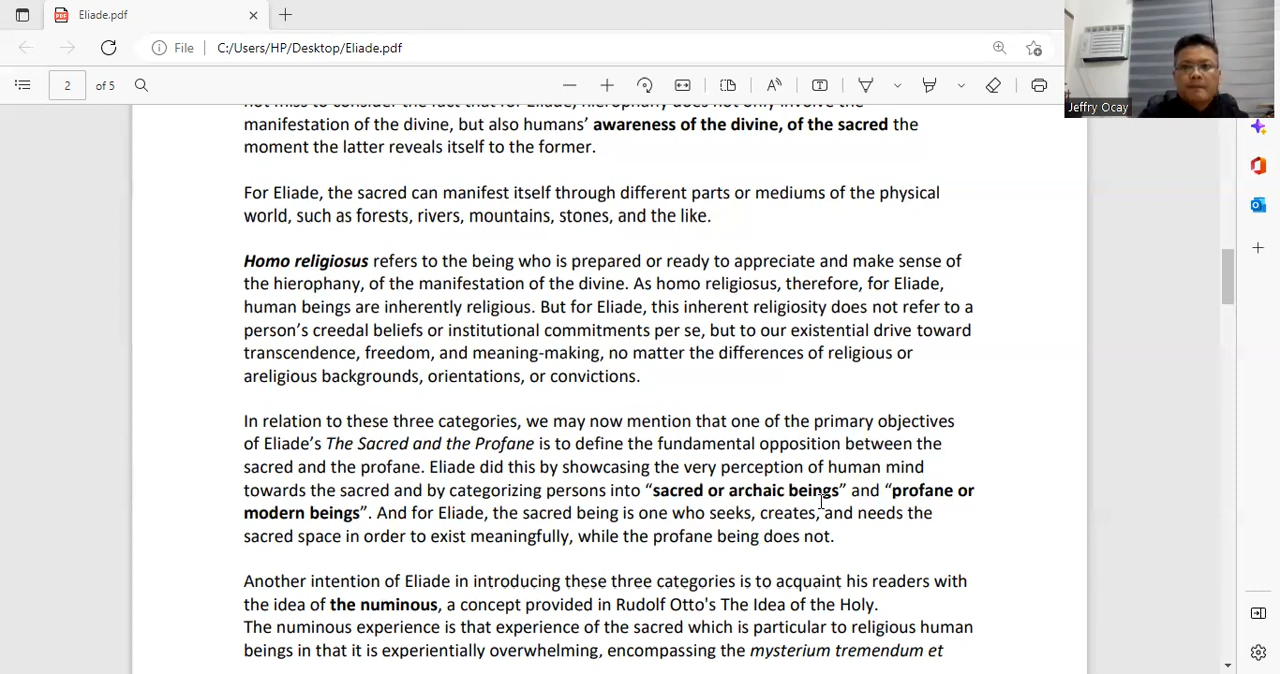 Eliade.pdf
File
C:/Users/HP/Desktop/Eliade.pdf
2 of 5
Jeffry Ocay
not miss to consider the fact that for Eliade, hierophany does not only involve the
manifestation of the divine, but also humans’ awareness of the divine, of the sacred the
moment the latter reveals itself to the former.
For Eliade, the sacred can manifest itself through different parts or mediums of the physical
world, such as forests, rivers, mountains, stones, and the like.
Homo religiosus refers to the being who is prepared or ready to appreciate and make sense of
the hierophany, of the manifestation of the divine. As homo religiosus, therefore, for Eliade,
human beings are inherently religious. But for Eliade, this inherent religiosity does not refer to a
person’s creedal beliefs or institutional commitments per se, but to our existential drive toward
transcendence, freedom, and meaning-making, no matter the differences of religious or
areligious backgrounds, orientations, or convictions.
In relation to these three categories, we may now mention that one of the primary objectives
of Eliade’s The Sacred and the Profane is to define the fundamental opposition between the
sacred and the profane. Eliade did this by showcasing the very perception of human mind
towards the sacred and by categorizing persons into “sacred or archaic beings” and “profane or
modern beings”. And for Eliade, the sacred being is one who seeks, creates, and needs the
sacred space in order to exist meaningfully, while the profane being does not.
Another intention of Eliade in introducing these three categories is to acquaint his readers with
the idea of the numinous, a concept provided in Rudolf Otto's The Idea of the Holy.
The numinous experience is that experience of the sacred which is particular to religious human
beings in that it is experientially overwhelming, encompassing the mysterium tremendum et